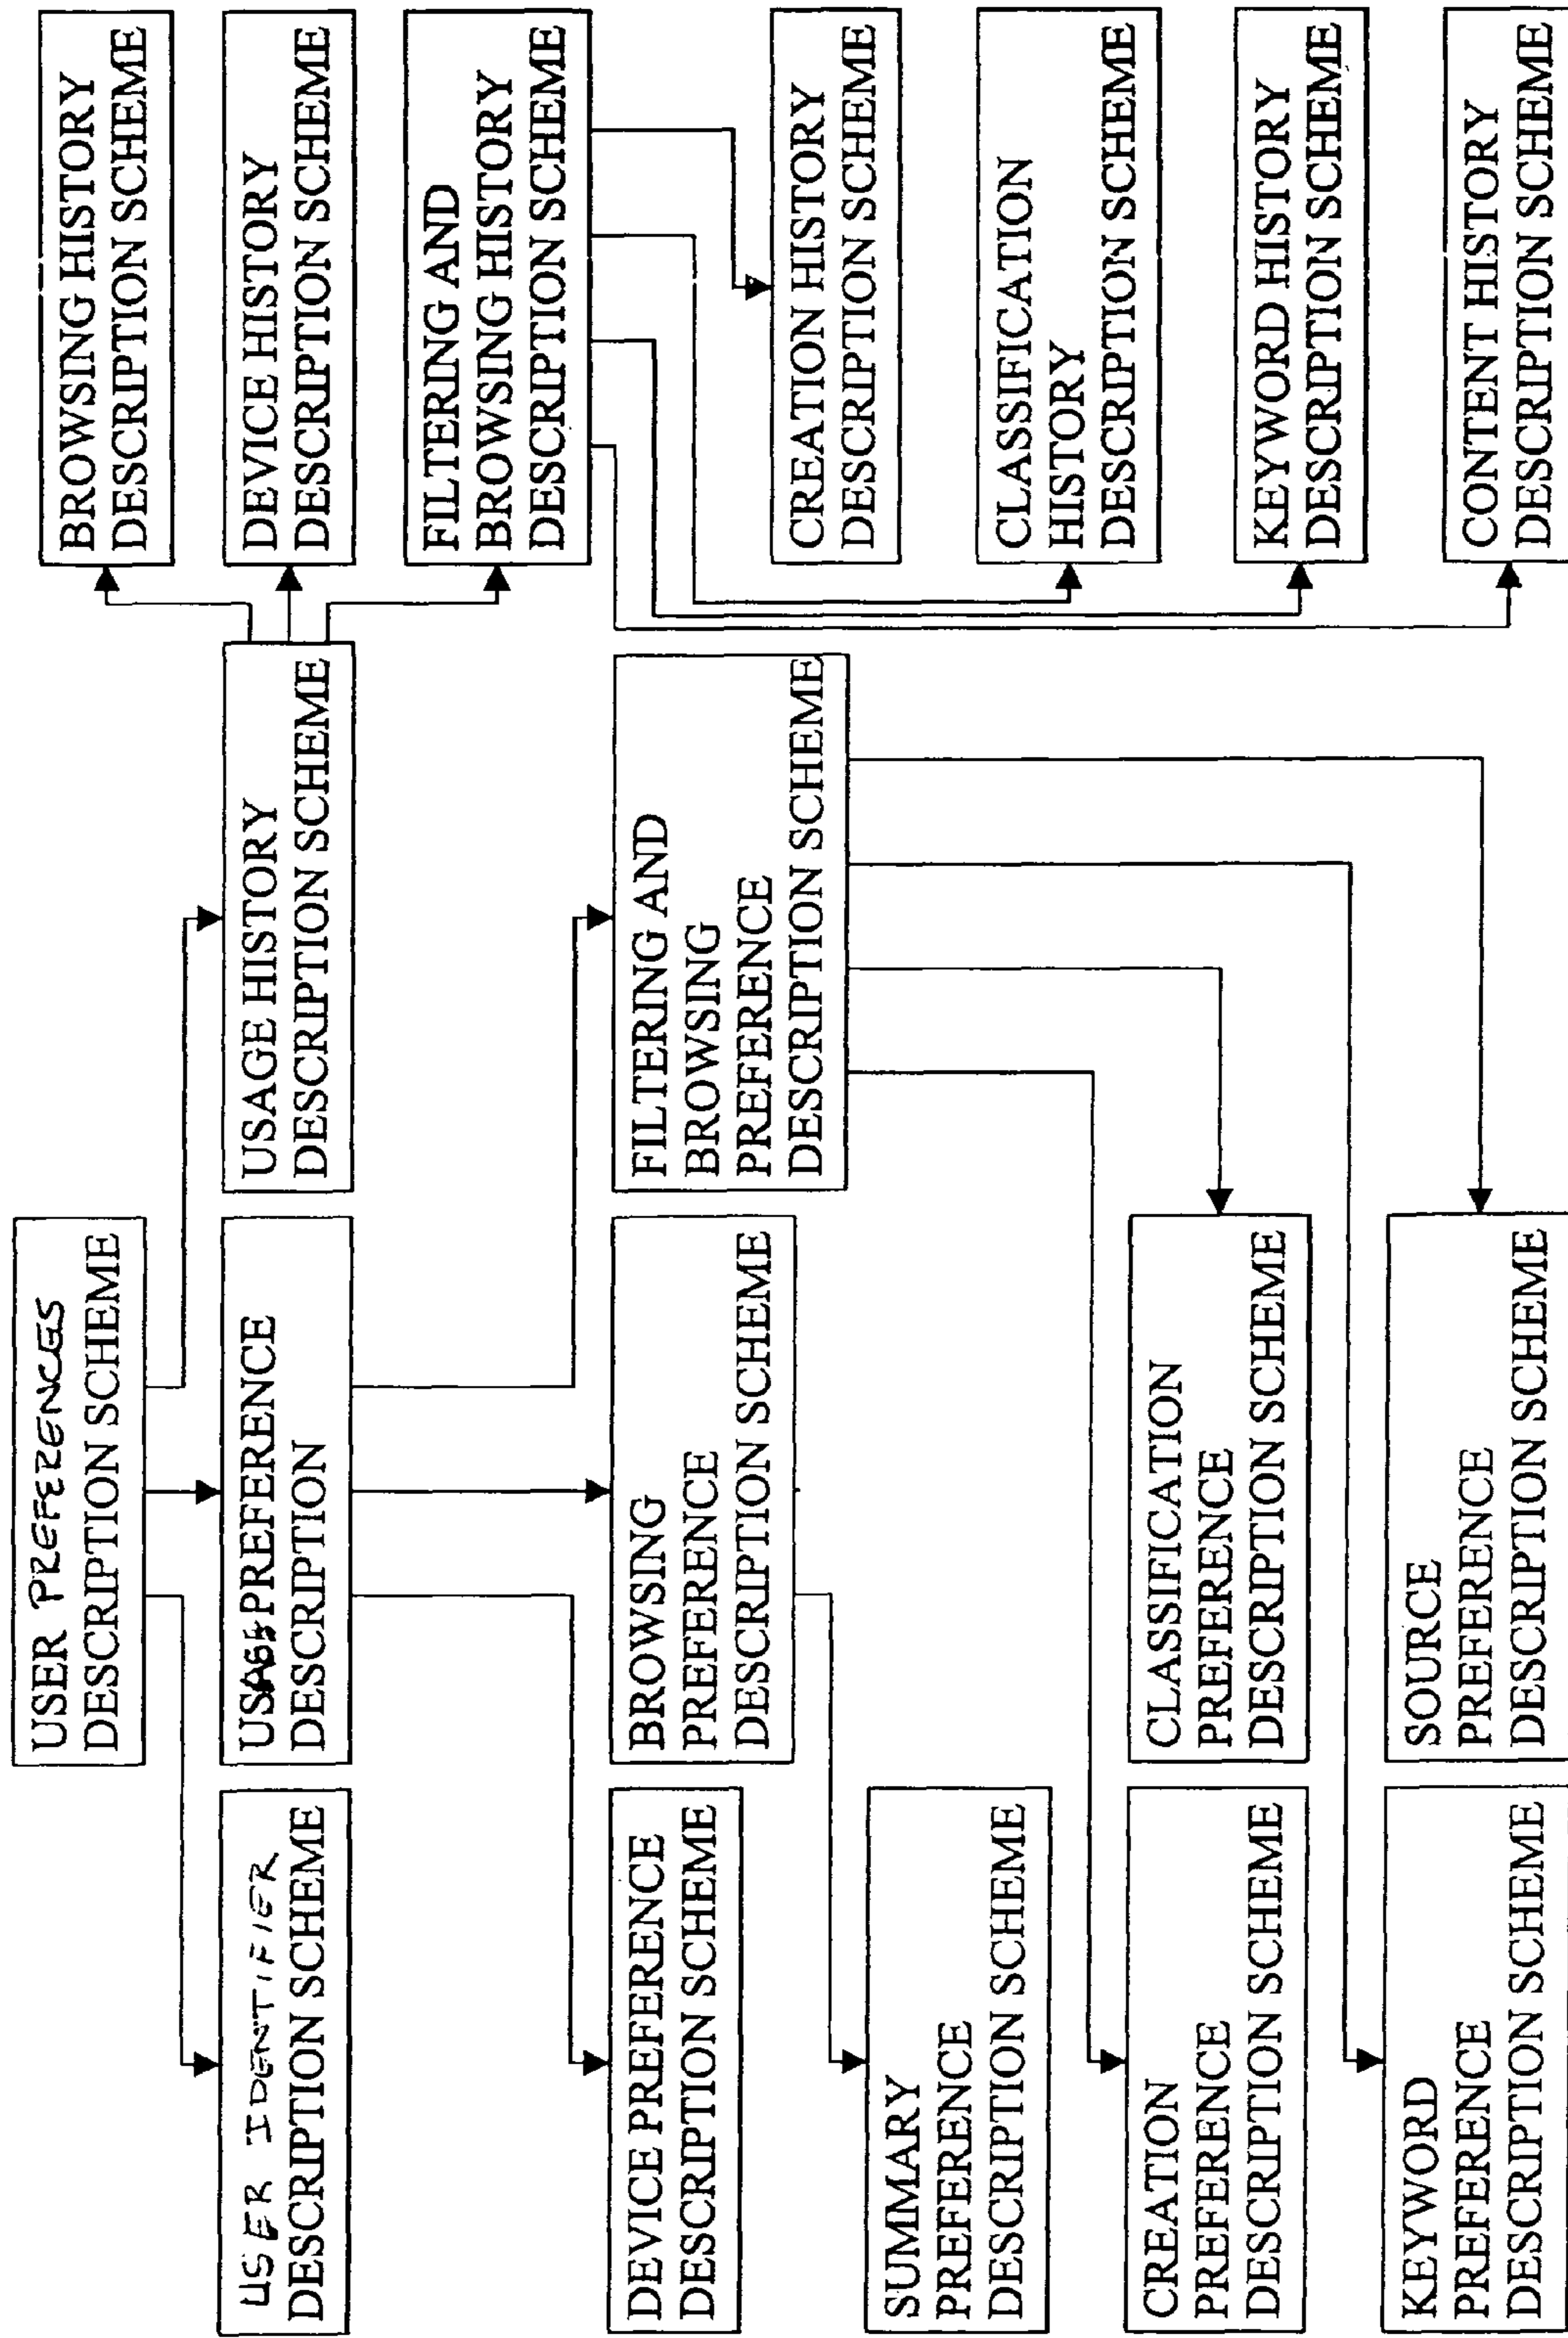 USER PREFERENCES
DESCRIPTION SCHEME
USER IDENTIFIER
DESCRIPTION SCHEME
USAGE PREFERENCE
DESCRIPTION
USAGE HISTORY
DESCRIPTION SCHEME
BROWSING HISTORY
DESCRIPTION SCHEME
DEVICE HISTORY
DESCRIPTION SCHEME
FILTERING AND
BROWSING HISTORY
DESCRIPTION SCHEME
DEVICE PREFERENCE
DESCRIPTION SCHEME
BROWSING
PREFERENCE
DESCRIPTION SCHEME
FILTERING AND
BROWSING
PREFERENCE
DESCRIPTION SCHEME
CREATION HISTORY
DESCRIPTION SCHEME
SUMMARY
PREFERENCE
DESCRIPTION SCHEME
CLASSIFICATION
HISTORY
DESCRIPTION SCHEME
CREATION
PREFERENCE
DESCRIPTION SCHEME
CLASSIFICATION
PREFERENCE
DESCRIPTION SCHEME
KEYWORD HISTORY
DESCRIPTION SCHEME
KEYWORD
PREFERENCE
DESCRIPTION SCHEME
SOURCE
PREFERENCE
DESCRIPTION SCHEME
CONTENT HISTORY
DESCRIPTION SCHEME